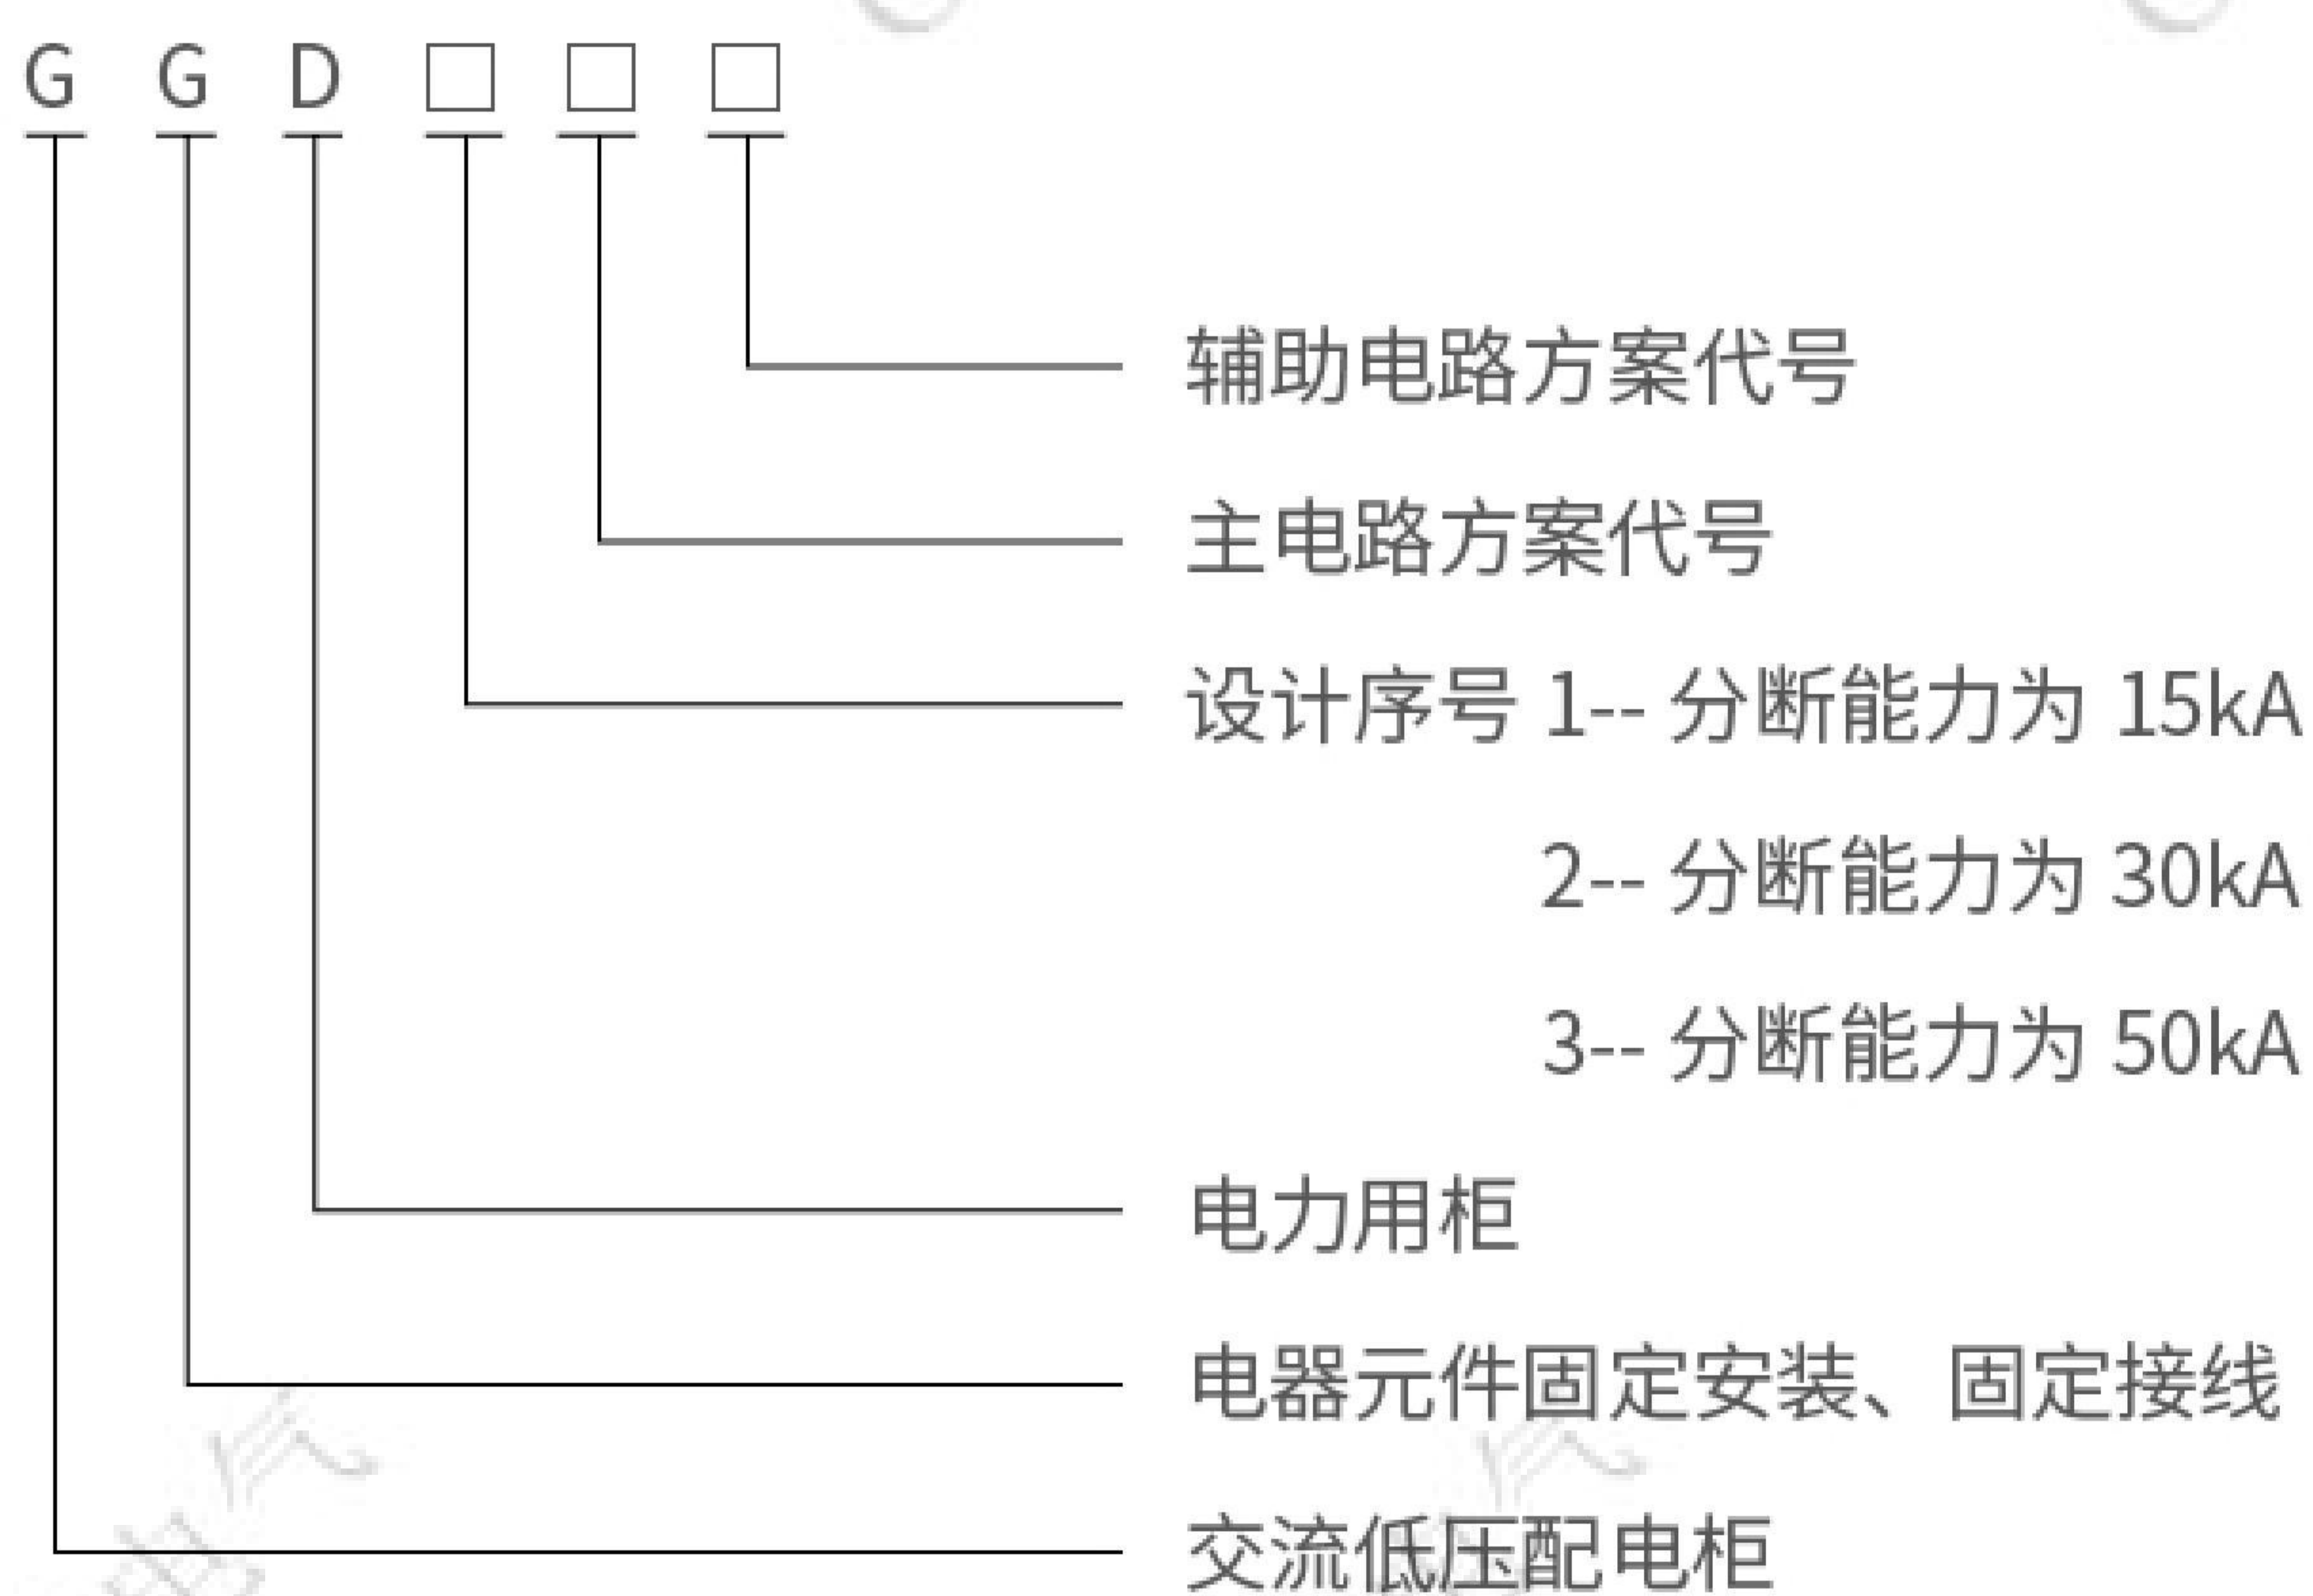 G G D □ □ □
辅助电路方案代号
主电路方案代号
设计序号 1-- 分断能力为 15kA
2-- 分断能力为 30kA
3-- 分断能力为 50kA
电力用柜
电器元件固定安装、固定接线
交流低压配电柜